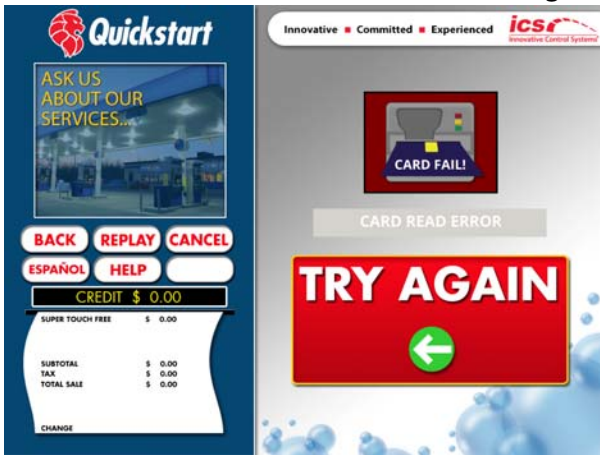 Quickstart
ASK US
ABOUT OUR
SERVICES...
BACK REPLAY CANCEL
ESPAÑOL HELP
CREDIT $ 0.00
SUPER TOUCH FREE $ 0.00
SUBTOTAL $ 0.00
TAX $ 0.00
TOTAL SALE $ 0.00
CHANGE
Innovative Committed Experienced
ics
Innovative Control Systems
CARD FAIL!
CARD READ ERROR
TRY AGAIN